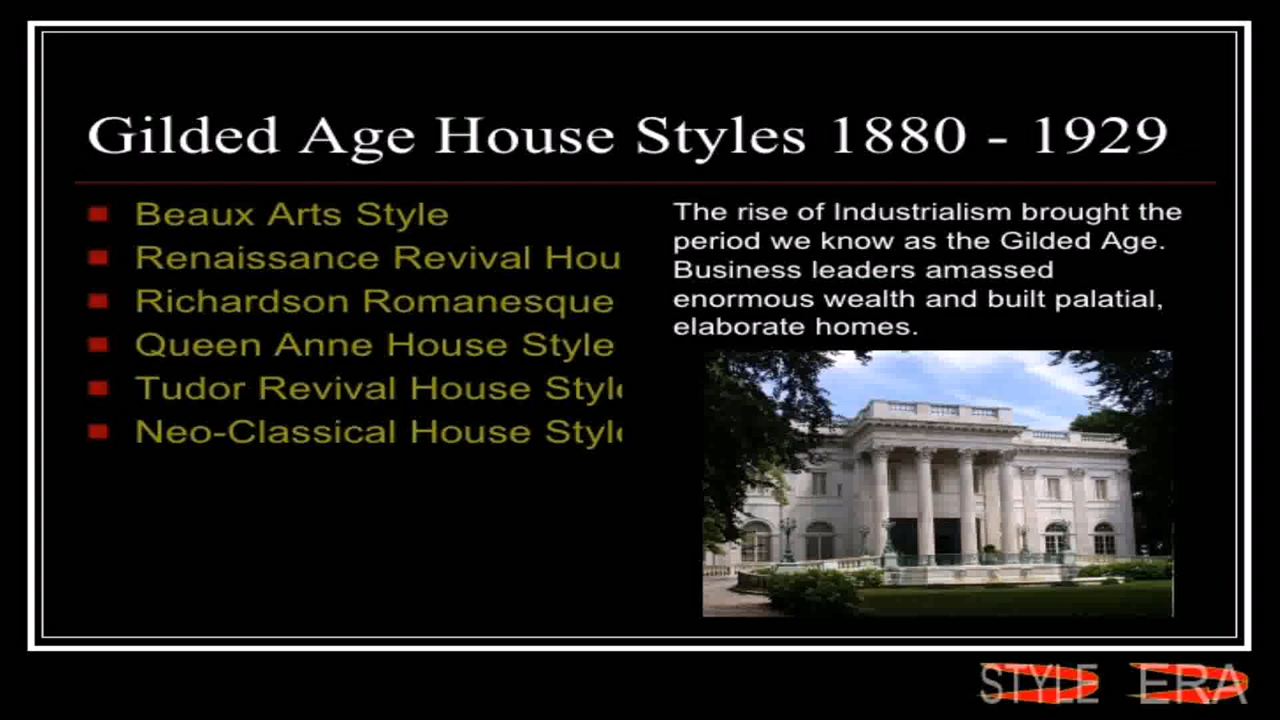 Gilded Age House Styles 1880 - 1929
Beaux Arts Style
Renaissance Revival Hou
Richardson Romanesque
Queen Anne House Style
Tudor Revival House Styl
Neo-Classical House Styl
The rise of Industrialism brought the
period we know as the Gilded Age.
Business leaders amassed
enormous wealth and built palatial,
elaborate homes.
STYLE ERA